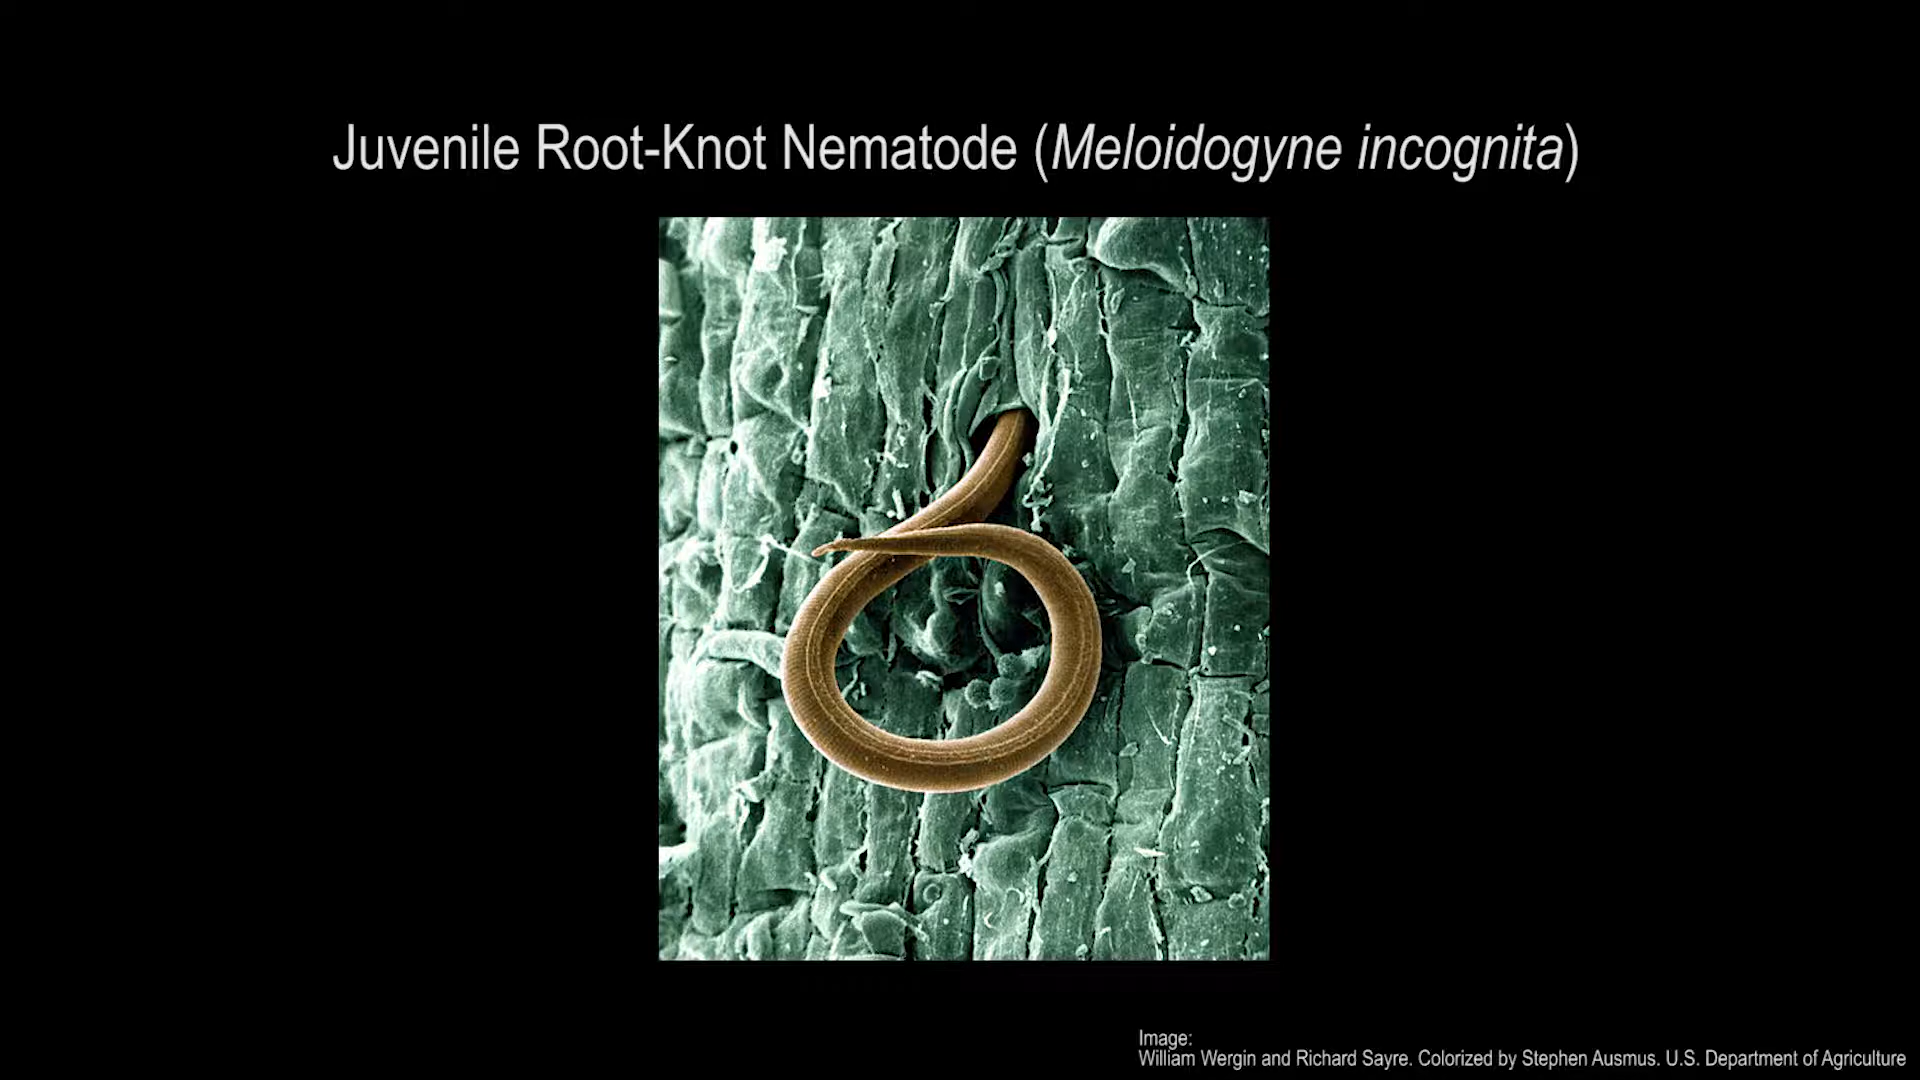 Juvenile Root-Knot Nematode (Meloidogyne incognita)
Image:
William Wergin and Richard Sayre. Colorized by Stephen Ausmus. U.S. Department of Agriculture